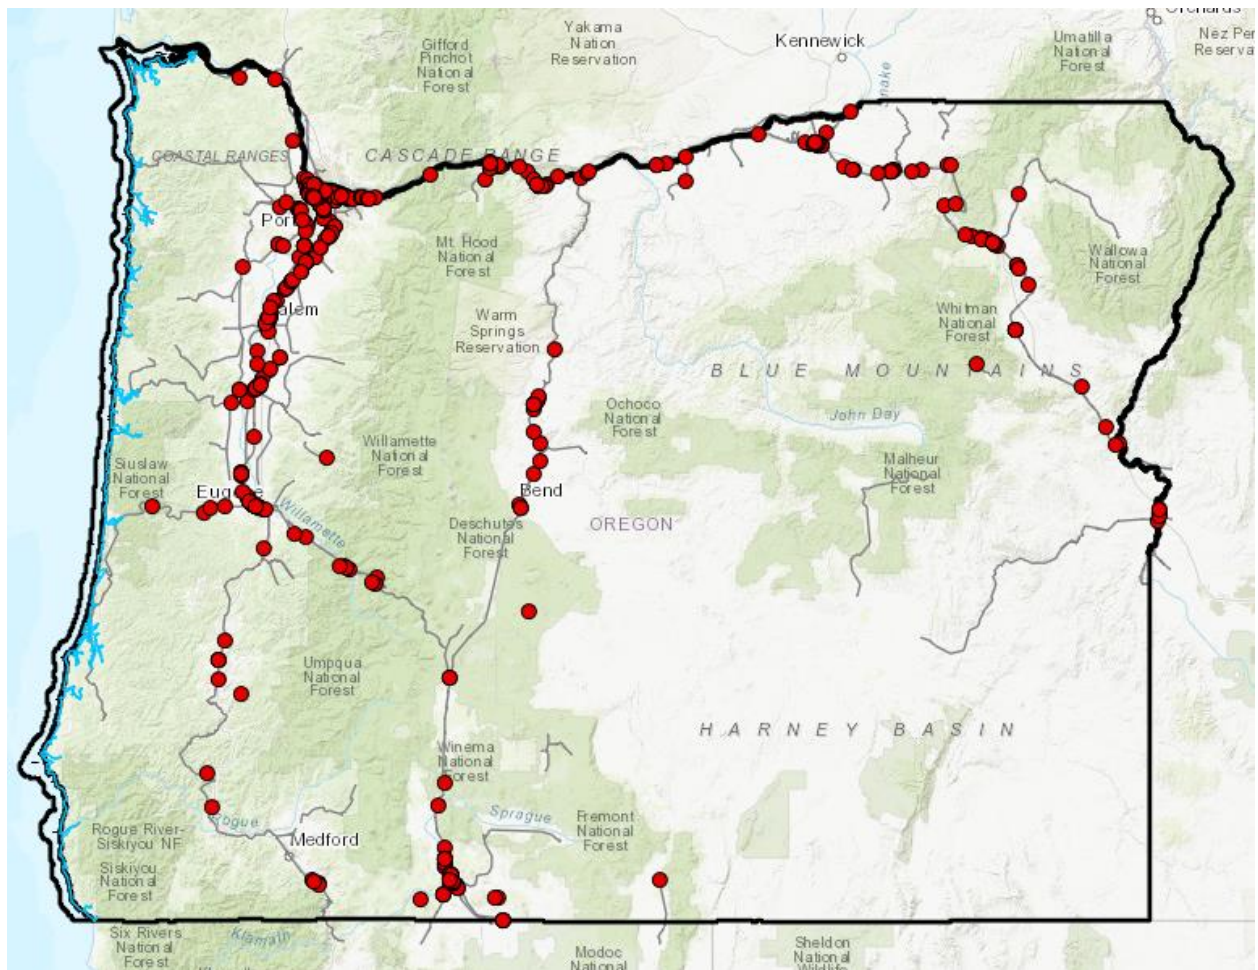 Orchards
Yakama
Nation
Reservation
Kennewick
Gifford
Pinchot
National
Forest
Umatilla
National
Forest
Nez Per
Reserva
Snake
COASTAL RANGES
CASCADE RANGE
Port
Mt. Hood
National
Forest
Wallowa
National
Forest
alem
Warm
Springs
Reservation
Whitman
National
Forest
BLUE MOUNTAINS
Ochoco
National
Forest
John Day
Willamette
National
Forest
Malheur
National
Forest
Siuslaw
National
Forest
Eugene
Willamette
Bend
Deschutes
National
Forest
OREGON
Umpqua
National
Forest
HARNEY BASIN
Winema
National
Forest
Sprague
Fremont
National
Forest
Rogue
Rogue River-
Siskiyou NF
Medford
Siskiyou
National
Forest
Six Rivers
National
Forest
Klamath
Modoc
National
Sheldon
National
Wildlife